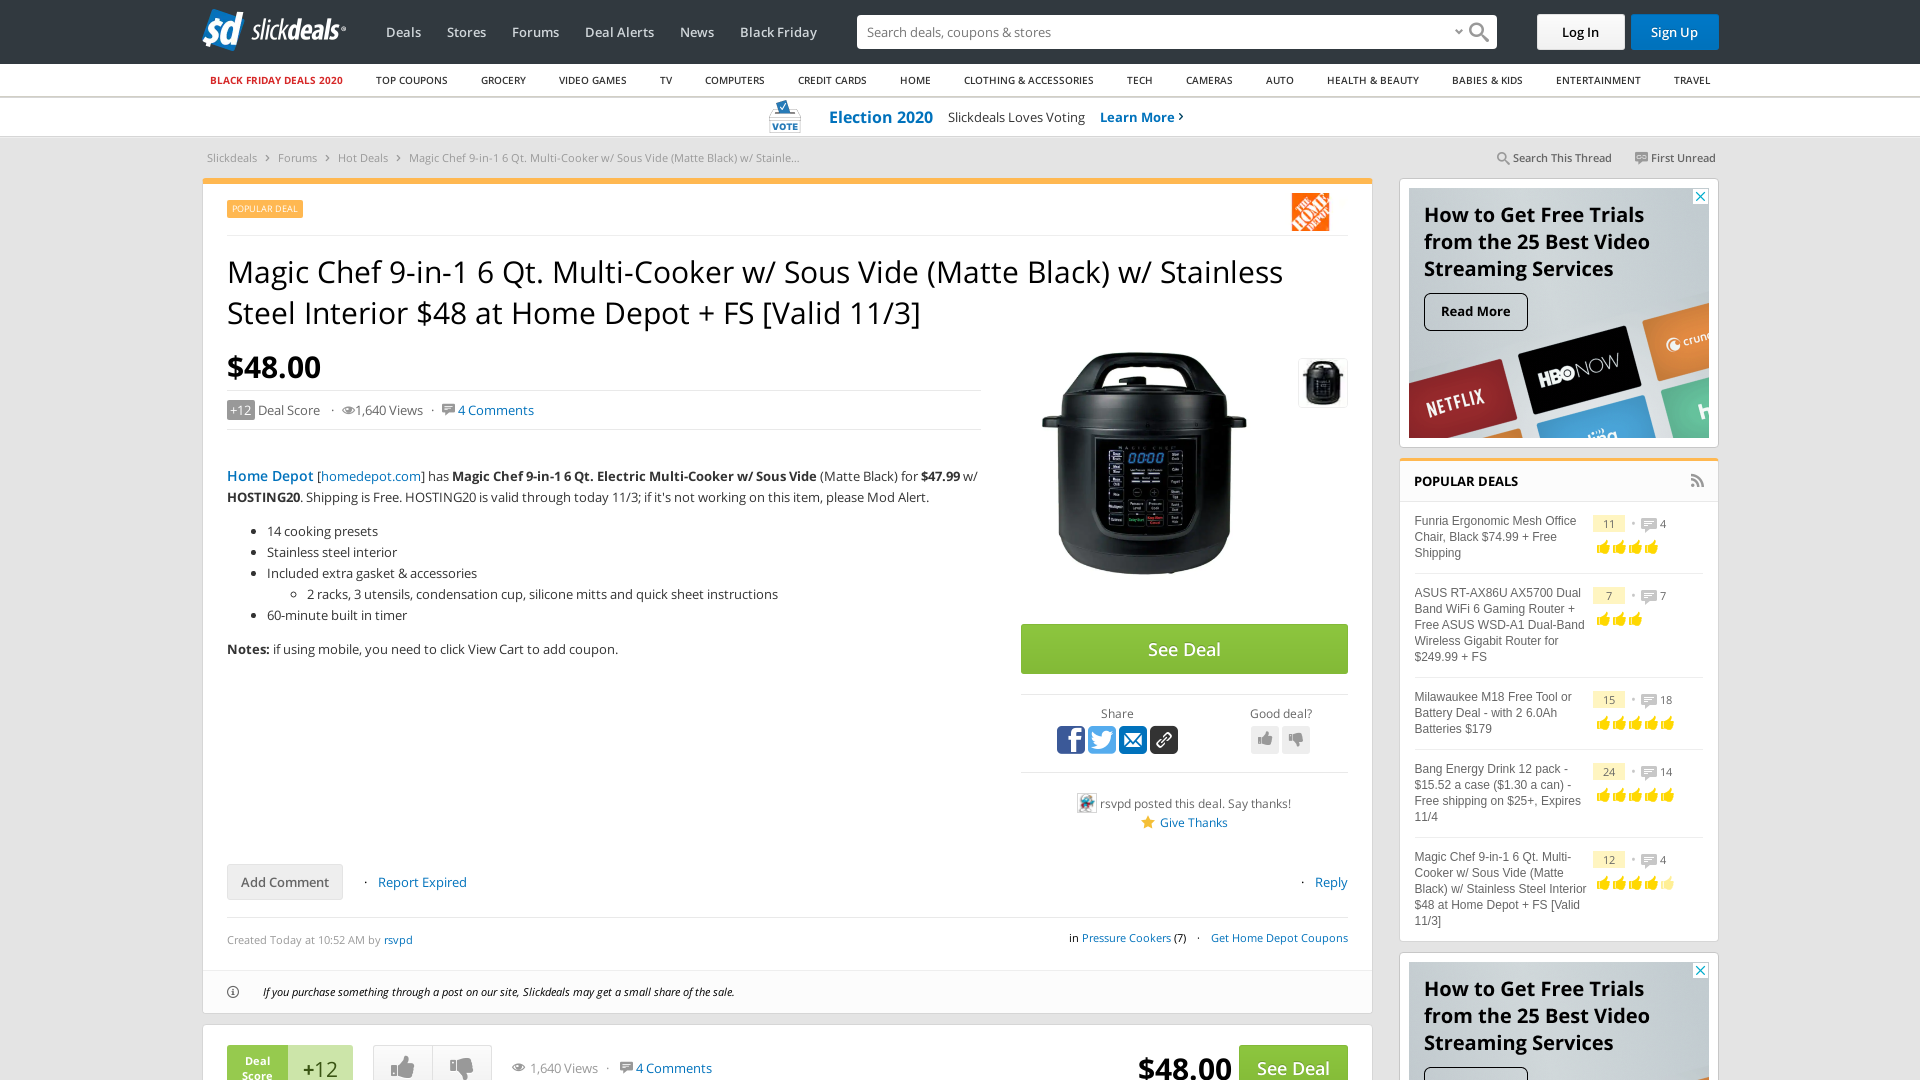 slickdeals
Deals Stores Forums Deal Alerts News Black Friday
Search deals, coupons & stores
Log In
Sign Up
BLACK FRIDAY DEALS 2020 TOP COUPONS GROCERY VIDEO GAMES TV COMPUTERS CREDIT CARDS HOME CLOTHING & ACCESSORIES TECH CAMERAS AUTO HEALTH & BEAUTY BABIES & KIDS ENTERTAINMENT TRAVEL
VOTE Election 2020 Slickdeals Loves Voting Learn More
Slickdeals > Forums > Hot Deals > Magic Chef 9-in-1 6 Qt. Multi-Cooker w/ Sous Vide (Matte Black) w/ Stainle...
Search This Thread First Unread
POPULAR DEAL
THE HOME DEPOT
Magic Chef 9-in-1 6 Qt. Multi-Cooker w/ Sous Vide (Matte Black) w/ Stainless
Steel Interior $48 at Home Depot + FS [Valid 11/3]
$48.00
+12 Deal Score · 1,640 Views · 4 Comments
Home Depot [homedepot.com] has Magic Chef 9-in-1 6 Qt. Electric Multi-Cooker w/ Sous Vide (Matte Black) for $47.99 w/
HOSTING20. Shipping is Free. HOSTING20 is valid through today 11/3; if it's not working on this item, please Mod Alert.
• 14 cooking presets
• Stainless steel interior
• Included extra gasket & accessories
◦ 2 racks, 3 utensils, condensation cup, silicone mitts and quick sheet instructions
• 60-minute built in timer
Notes: if using mobile, you need to click View Cart to add coupon.
MAGIC CHEF
00:00
See Deal
Share
Good deal?
rsvpd posted this deal. Say thanks!
Give Thanks
Add Comment · Report Expired
· Reply
Created Today at 10:52 AM by rsvpd
in Pressure Cookers (7) · Get Home Depot Coupons
If you purchase something through a post on our site, Slickdeals may get a small share of the sale.
Deal
Score
+12
1,640 Views · 4 Comments
$48.00
See Deal
How to Get Free Trials
from the 25 Best Video
Streaming Services
Read More
NETFLIX
HBO NOW
crun
ling
h
POPULAR DEALS
Funria Ergonomic Mesh Office
Chair, Black $74.99 + Free
Shipping
11 • 4
ASUS RT-AX86U AX5700 Dual
Band WiFi 6 Gaming Router +
Free ASUS WSD-A1 Dual-Band
Wireless Gigabit Router for
$249.99 + FS
7 • 7
Milawaukee M18 Free Tool or
Battery Deal - with 2 6.0Ah
Batteries $179
15 • 18
Bang Energy Drink 12 pack -
$15.52 a case ($1.30 a can) -
Free shipping on $25+, Expires
11/4
24 • 14
Magic Chef 9-in-1 6 Qt. Multi-
Cooker w/ Sous Vide (Matte
Black) w/ Stainless Steel Interior
$48 at Home Depot + FS [Valid
11/3]
12 • 4
How to Get Free Trials
from the 25 Best Video
Streaming Services